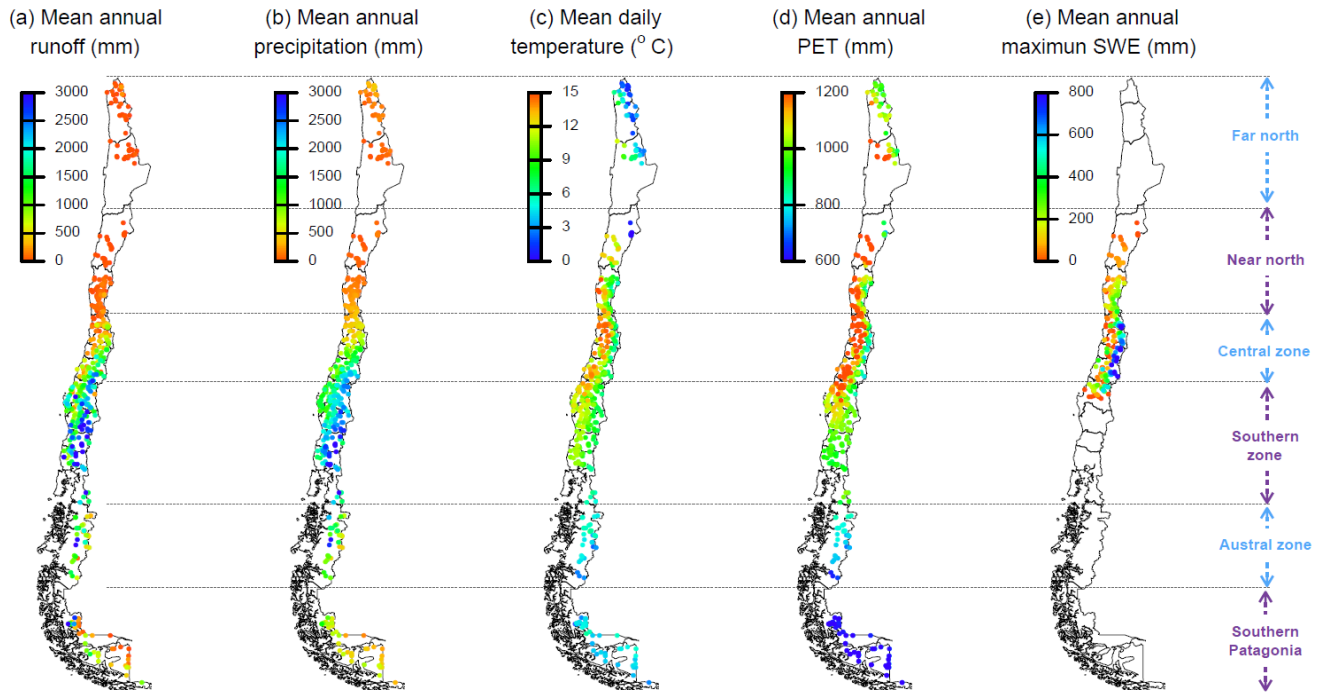 (a) Mean annual
runoff (mm)
(b) Mean annual
precipitation (mm)
(c) Mean daily
temperature (° C)
(d) Mean annual
PET (mm)
(e) Mean annual
maximun SWE (mm)
3000
2500
2000
1500
1000
500
0
3000
2500
2000
1500
1000
500
0
15
12
9
6
3
0
1200
1000
800
600
800
600
400
200
0
Far north
Near north
Central zone
Southern
zone
Austral zone
Southern
Patagonia